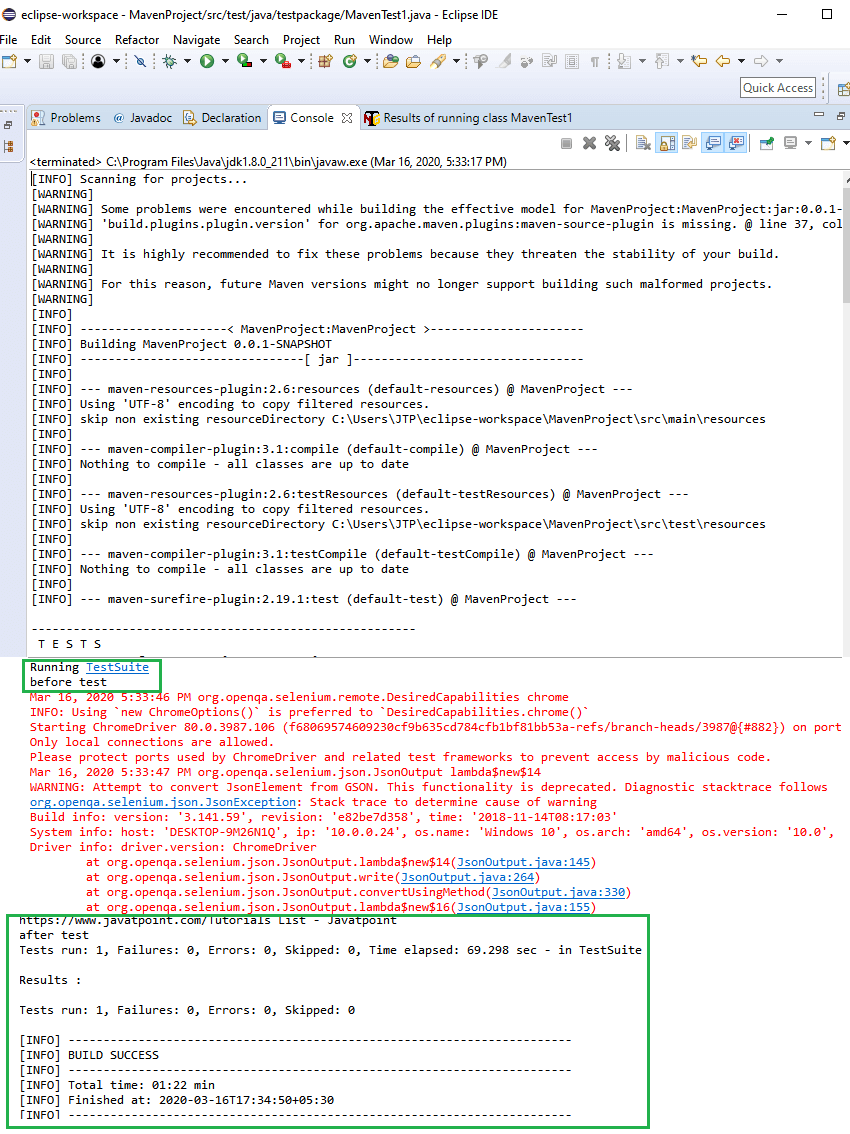 eclipse-workspace - MavenProject/src/test/java/testpackage/MavenTest1.java - Eclipse IDE
File Edit Source Refactor Navigate Search Project Run Window Help
Quick Access
Problems @ Javadoc Declaration Console Results of running class MavenTest1
<terminated> C:\Program Files\Java\jdk1.8.0_211\bin\javaw.exe (Mar 16, 2020, 5:33:17 PM)
[INFO] Scanning for projects...
[WARNING]
[WARNING] Some problems were encountered while building the effective model for MavenProject:MavenProject:jar:0.0.1-
[WARNING] 'build.plugins.plugin.version' for org.apache.maven.plugins:maven-source-plugin is missing. @ line 37, col
[WARNING]
[WARNING] It is highly recommended to fix these problems because they threaten the stability of your build.
[WARNING]
[WARNING] For this reason, future Maven versions might no longer support building such malformed projects.
[WARNING]
[INFO]
[INFO] ---------------------< MavenProject:MavenProject >----------------------
[INFO] Building MavenProject 0.0.1-SNAPSHOT
[INFO] --------------------------------[ jar ]---------------------------------
[INFO]
[INFO] --- maven-resources-plugin:2.6:resources (default-resources) @ MavenProject ---
[INFO] Using 'UTF-8' encoding to copy filtered resources.
[INFO] skip non existing resourceDirectory C:\Users\JTP\eclipse-workspace\MavenProject\src\main\resources
[INFO]
[INFO] --- maven-compiler-plugin:3.1:compile (default-compile) @ MavenProject ---
[INFO] Nothing to compile - all classes are up to date
[INFO]
[INFO] --- maven-resources-plugin:2.6:testResources (default-testResources) @ MavenProject ---
[INFO] Using 'UTF-8' encoding to copy filtered resources.
[INFO] skip non existing resourceDirectory C:\Users\JTP\eclipse-workspace\MavenProject\src\test\resources
[INFO]
[INFO] --- maven-compiler-plugin:3.1:testCompile (default-testCompile) @ MavenProject ---
[INFO] Nothing to compile - all classes are up to date
[INFO]
[INFO] --- maven-surefire-plugin:2.19.1:test (default-test) @ MavenProject ---
-------------------------------------------------------
T E S T S
Running TestSuite
before test
Mar 16, 2020 5:33:46 PM org.openqa.selenium.remote.DesiredCapabilities chrome
INFO: Using `new ChromeOptions()` is preferred to `DesiredCapabilities.chrome()`
Starting ChromeDriver 80.0.3987.106 (f68069574609230cf9b635cd784cfb1bf81bb53a-refs/branch-heads/3987@{#882}) on port
Only local connections are allowed.
Please protect ports used by ChromeDriver and related test frameworks to prevent access by malicious code.
Mar 16, 2020 5:33:47 PM org.openqa.selenium.json.JsonOutput lambda$new$14
WARNING: Attempt to convert JsonElement from GSON. This functionality is deprecated. Diagnostic stacktrace follows
org.openqa.selenium.json.JsonException: Stack trace to determine cause of warning
Build info: version: '3.141.59', revision: 'e82be7d358', time: '2018-11-14T08:17:03'
System info: host: 'DESKTOP-9M26N1Q', ip: '10.0.0.24', os.name: 'Windows 10', os.arch: 'amd64', os.version: '10.0',
Driver info: driver.version: ChromeDriver
at org.openqa.selenium.json.JsonOutput.lambda$new$14(JsonOutput.java:145)
at org.openqa.selenium.json.JsonOutput.write(JsonOutput.java:264)
at org.openqa.selenium.json.JsonOutput.convertUsingMethod(JsonOutput.java:330)
at org.openqa.selenium.json.JsonOutput.lambda$new$16(JsonOutput.java:155)
https://www.javatpoint.com/Tutorials List - Javatpoint
after test
Tests run: 1, Failures: 0, Errors: 0, Skipped: 0, Time elapsed: 69.298 sec - in TestSuite
Results :
Tests run: 1, Failures: 0, Errors: 0, Skipped: 0
[INFO] ------------------------------------------------------------------------
[INFO] BUILD SUCCESS
[INFO] ------------------------------------------------------------------------
[INFO] Total time: 01:22 min
[INFO] Finished at: 2020-03-16T17:34:50+05:30
[INFO] ------------------------------------------------------------------------